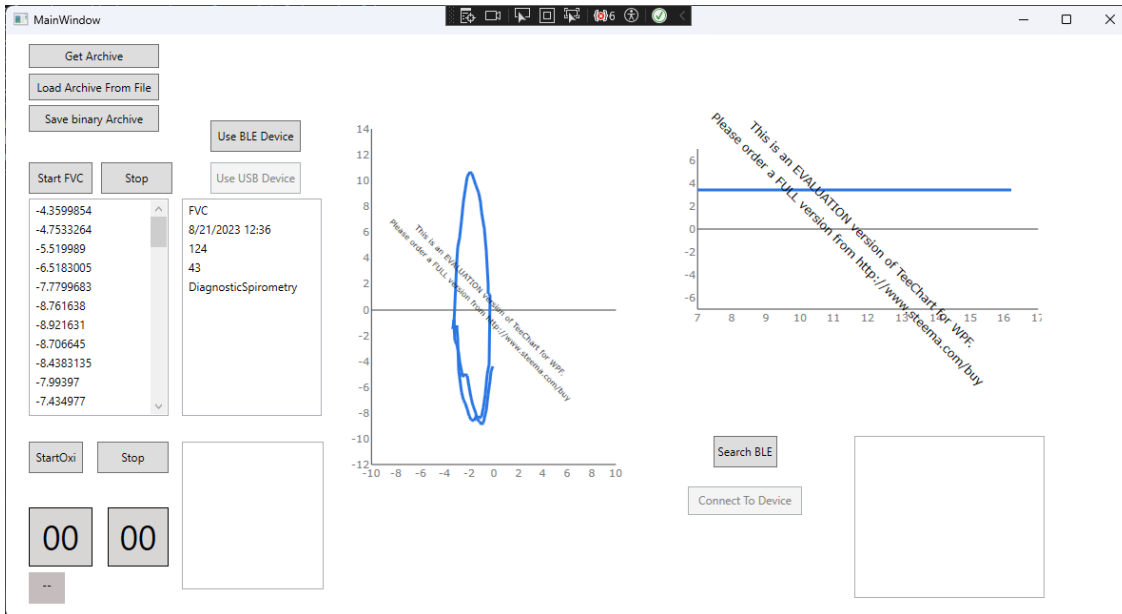 MainWindow
6
Get Archive
Load Archive From File
Save binary Archive
Use BLE Device
Start FVC
Stop
Use USB Device
-4.3599854
-4.7533264
-5.519989
-6.5183005
-7.7799683
-8.761638
-8.921631
-8.706645
-8.4383135
-7.99397
-7.434977
FVC
8/21/2023 12:36
124
43
DiagnosticSpirometry
14
12
10
8
6
4
2
0
-2
-4
-6
-8
-10
-12
-10 -8 -6 -4 -2 0 2 4 6 8 10
This is an EVALUATION version of TeeChart for WPF.
Please order a FULL version from http://www.steema.com/buy
6
4
2
0
-2
-4
-6
7 8 9 10 11 12 13 14 15 16 17
This is an EVALUATION version of TeeChart for WPF.
Please order a FULL version from http://www.steema.com/buy
StartOxi
Stop
00
00
--
Search BLE
Connect To Device